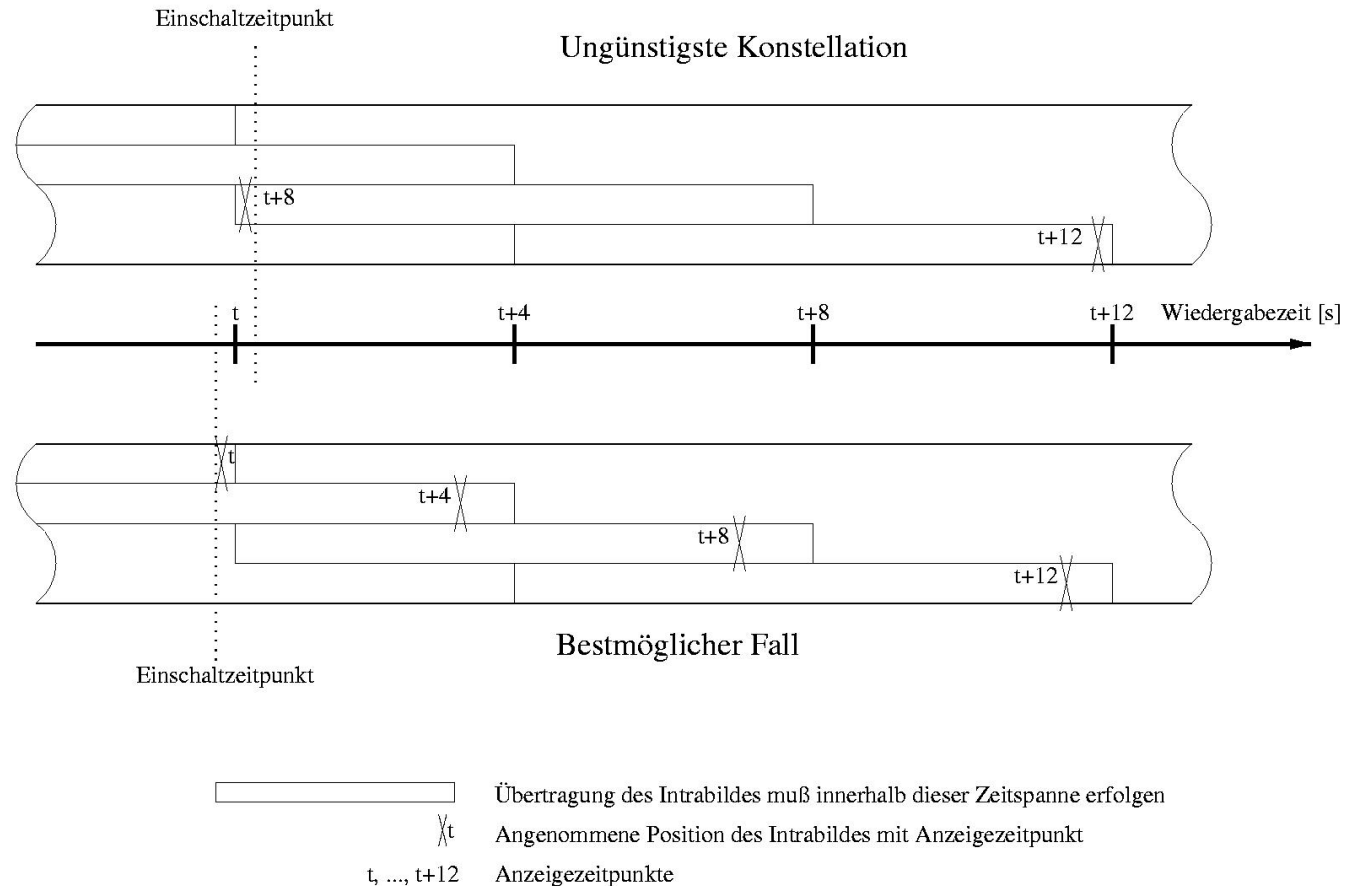 Einschaltzeitpunkt
Ungünstigste Konstellation
t+8
t+12
t
t+4
t+8
t+12
Wiedergabezeit [s]
t
t+4
t+8
t+12
Bestmöglicher Fall
Einschaltzeitpunkt
Übertragung des Intrabildes muß innerhalb dieser Zeitspanne erfolgen
t
Angenommene Position des Intrabildes mit Anzeigezeitpunkt
t, ..., t+12 Anzeigezeitpunkte